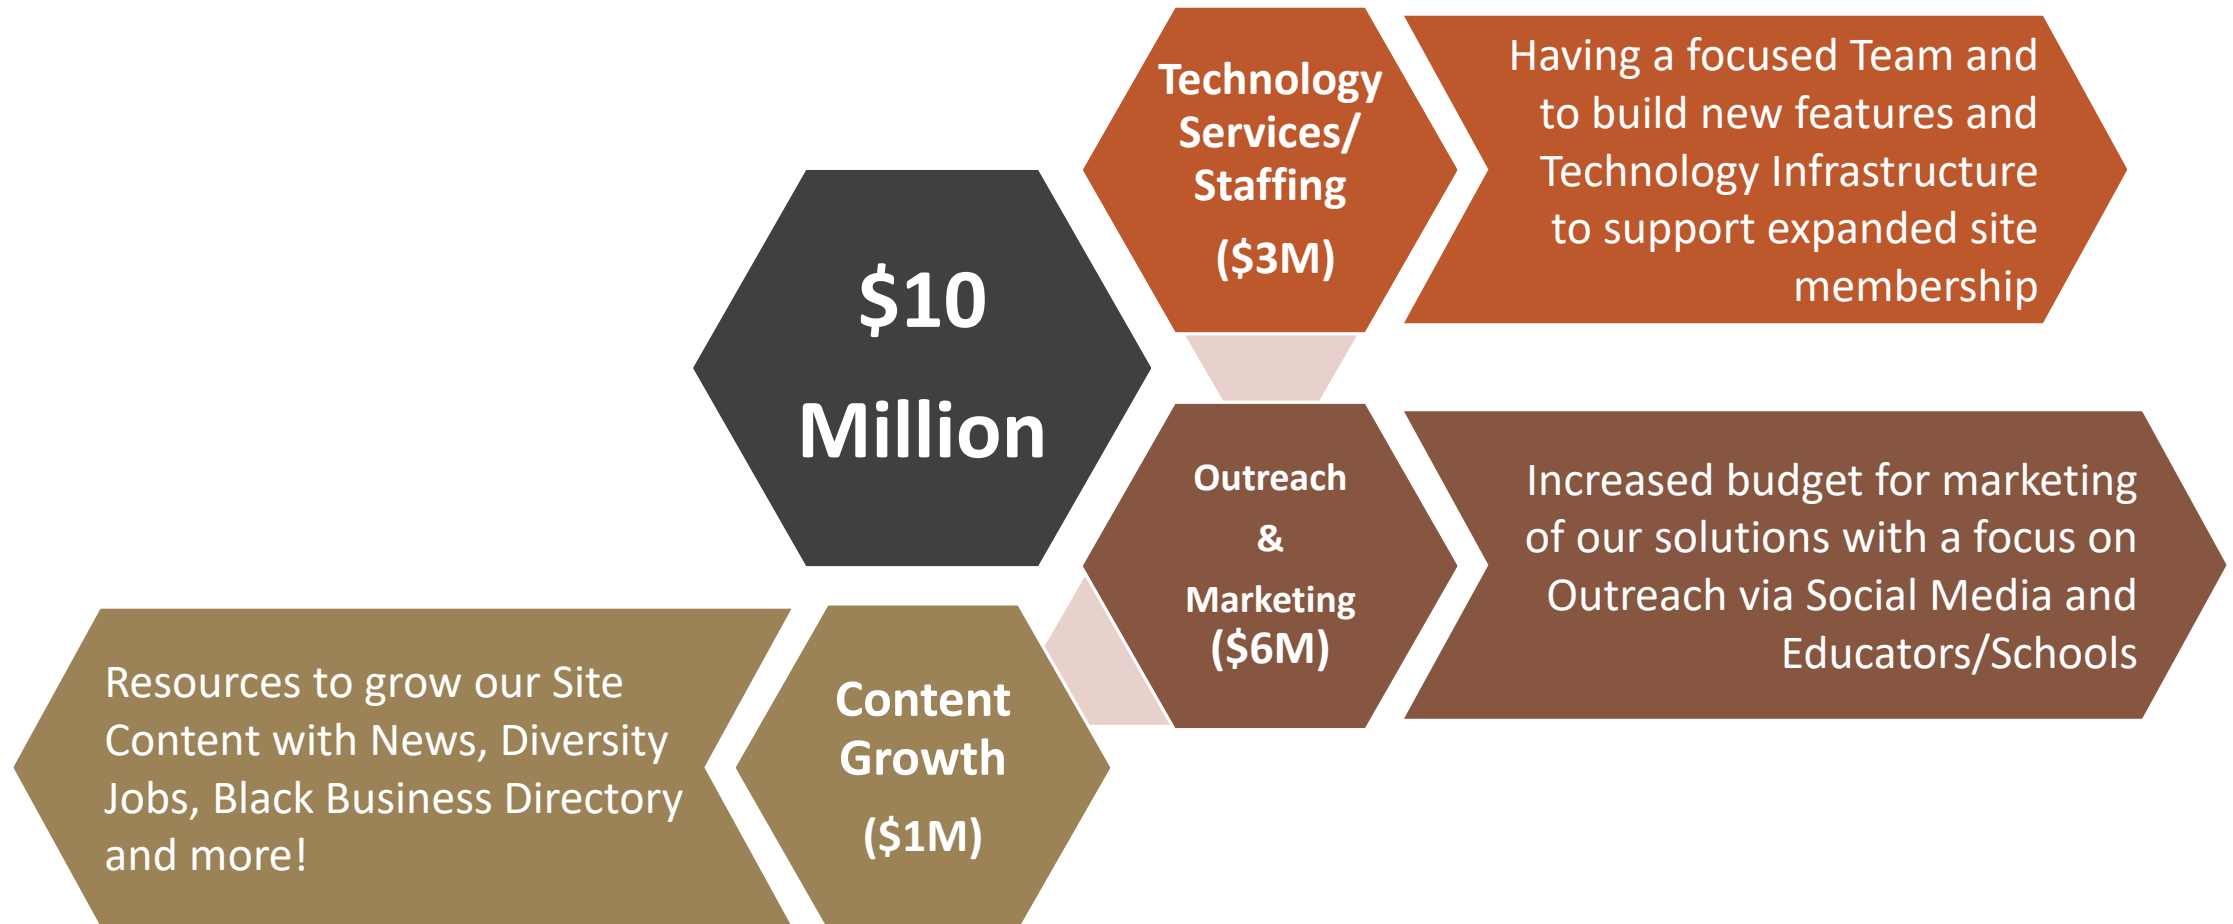 $10
Million
Technology
Services/
Staffing
($3M)
Having a focused Team and
to build new features and
Technology Infrastructure
to support expanded site
membership
Outreach
&
Marketing
($6M)
Increased budget for marketing
of our solutions with a focus on
Outreach via Social Media and
Educators/Schools
Content
Growth
($1M)
Resources to grow our Site
Content with News, Diversity
Jobs, Black Business Directory
and more!